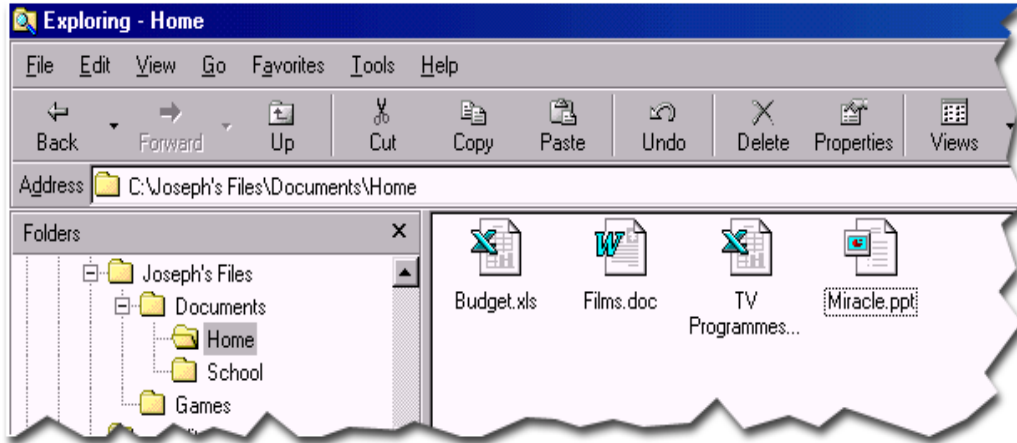 Exploring - Home
File Edit View Go Favorites Tools Help
Back Forward Up Cut Copy Paste Undo Delete Properties Views
Address C:\Joseph's Files\Documents\Home
Folders
Joseph's Files
Documents
Home
School
Games
Budget.xls Films.doc TV Programmes... Miracle.ppt